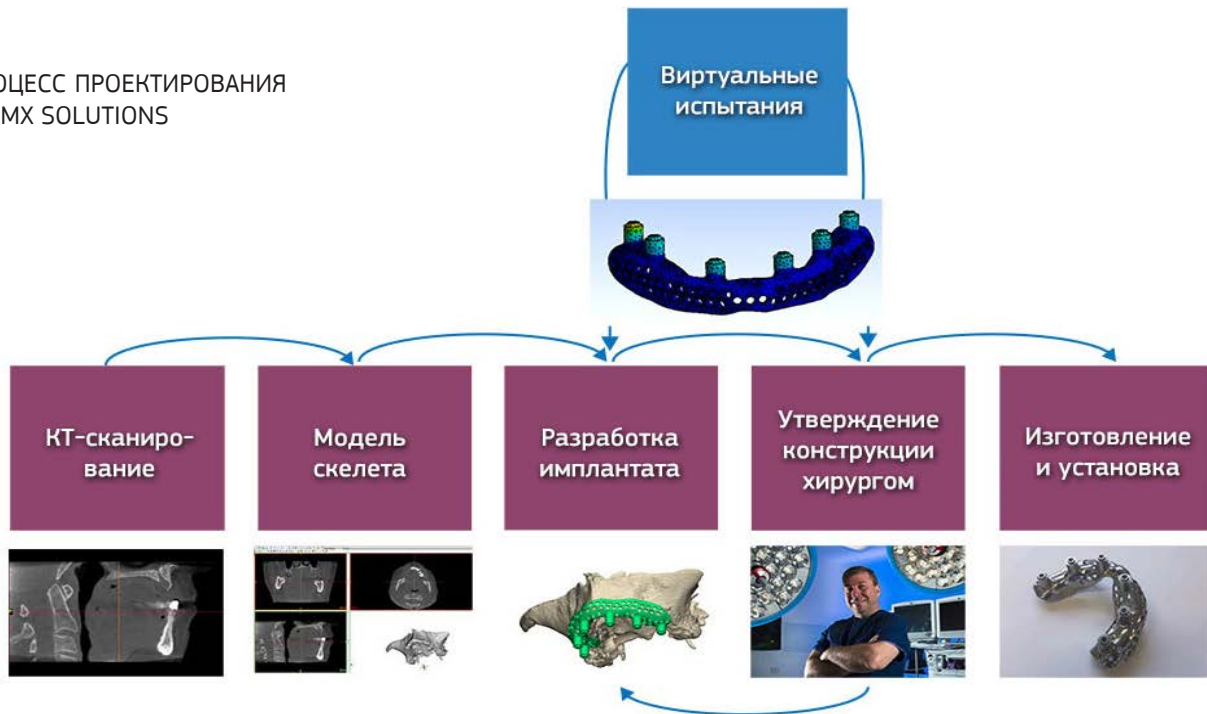 ОЦЕСС ПРОЕКТИРОВАНИЯ
MX SOLUTIONS
Виртуальные
испытания
КТ-сканиро-
вание
Модель
скелета
Разработка
имплантата
Утверждение
конструкции
хирургом
Изготовление
и установка